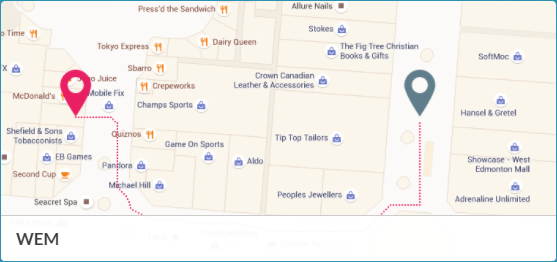 Allure Nails
Press'd the Sandwich
Stokes
Time
Dairy Queen
Tokyo Express
The Fig Tree Christian
Books & Gifts
SoftMoc
Sbarro
Juice
Crepeworks
Crown Canadian
Leather & Accessories
McDonald's
Mobile Fix
Champs Sports
Hansel & Gretel
Shefield & Sons
Tobacconists
Quiznos
Game On Sports
Tip Top Tailors
EB Games
Aldo
Showcase - West
Edmonton Mall
Pandora
Second Cup
Michael Hill
Peoples Jewellers
Adrenaline Unlimited
Seacret Spa
WEM